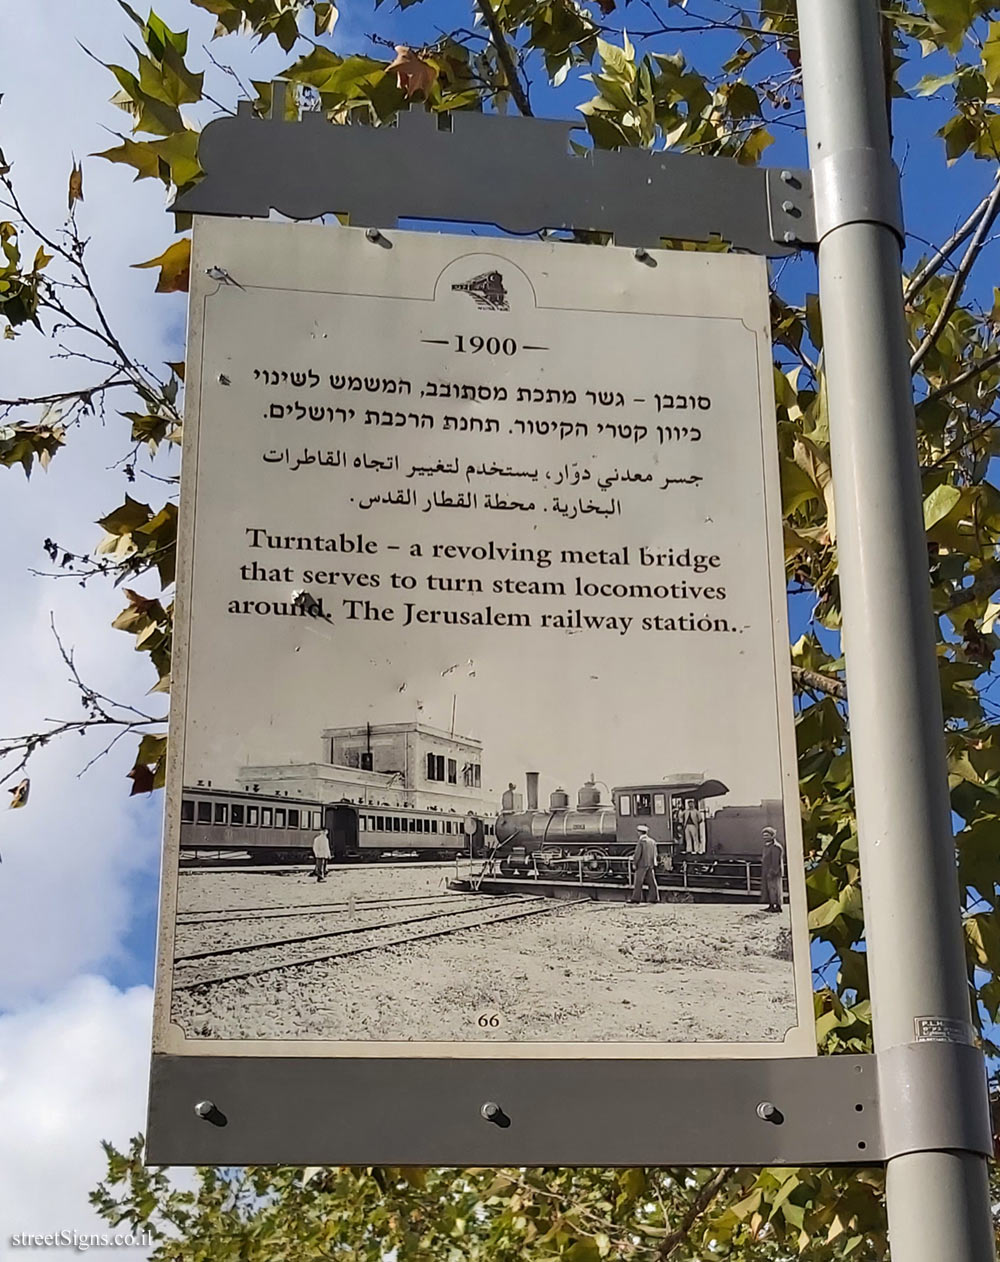 —1900—
סובבן – גשר מתכת מסתובב, המשמש לשינוי
כיוון קטרי הקיטור. תחנת הרכבת ירושלים.
جسر معدني دوّار، يستخدم لتغيير اتجاه القاطرات
البخارية. محطة القطار القدس.
Turntable – a revolving metal bridge
that serves to turn steam locomotives
around. The Jerusalem railway station.
66
streetSigns.co.il